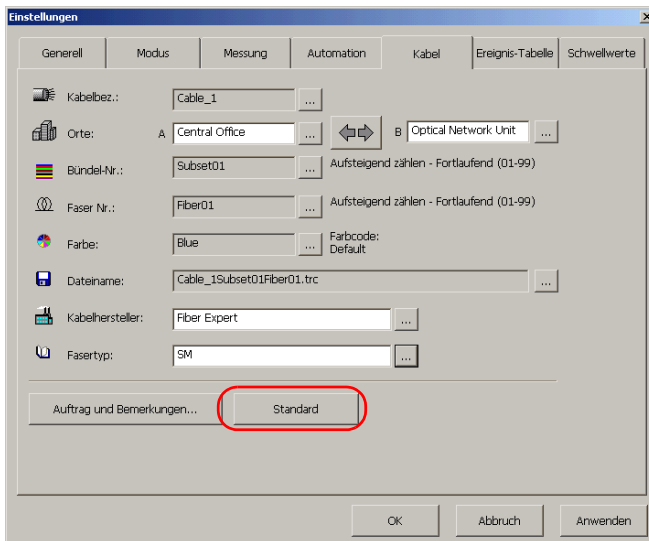 Einstellungen
Generell Modus Messung Automation Kabel Ereignis-Tabelle Schwellwerte
Kabelbez.: Cable_1 ...
Orte: A Central Office ... B Optical Network Unit ...
Bündel-Nr.: Subset01 ... Aufsteigend zählen - Fortlaufend (01-99)
Faser Nr.: Fiber01 ... Aufsteigend zählen - Fortlaufend (01-99)
Farbe: Blue ... Farbcode:
Default
Dateiname: Cable_1Subset01Fiber01.trc ...
Kabelhersteller: Fiber Expert ...
Fasertyp: SM ...
Auftrag und Bemerkungen... Standard
OK Abbruch Anwenden